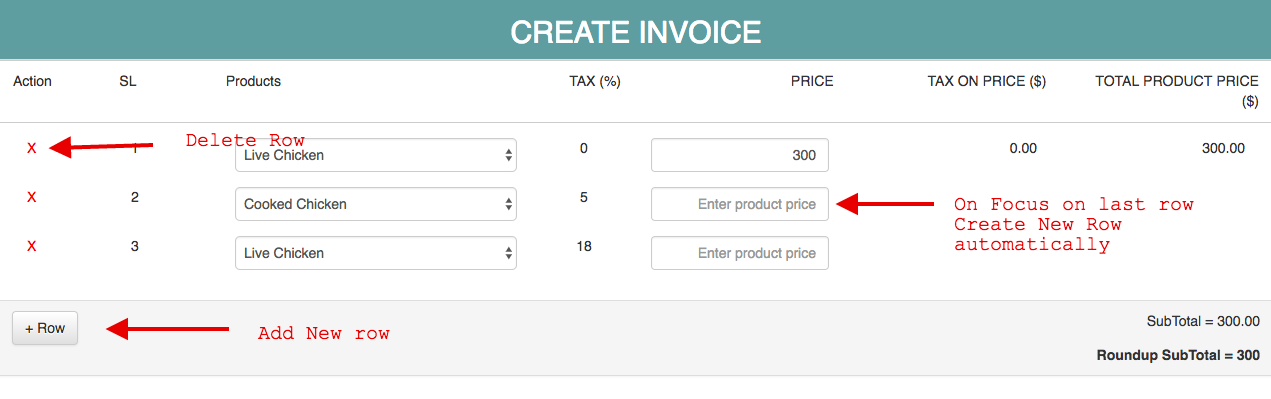 CREATE INVOICE
Action SL Products TAX (%) PRICE TAX ON PRICE ($) TOTAL PRODUCT PRICE
($)
X 1 Live Chicken 0 300 0.00 300.00
Delete Row
X 2 Cooked Chicken 5 Enter product price
On Focus on last row
Create New Row
automatically
X 3 Live Chicken 18 Enter product price
+ Row
Add New row
SubTotal = 300.00
Roundup SubTotal = 300